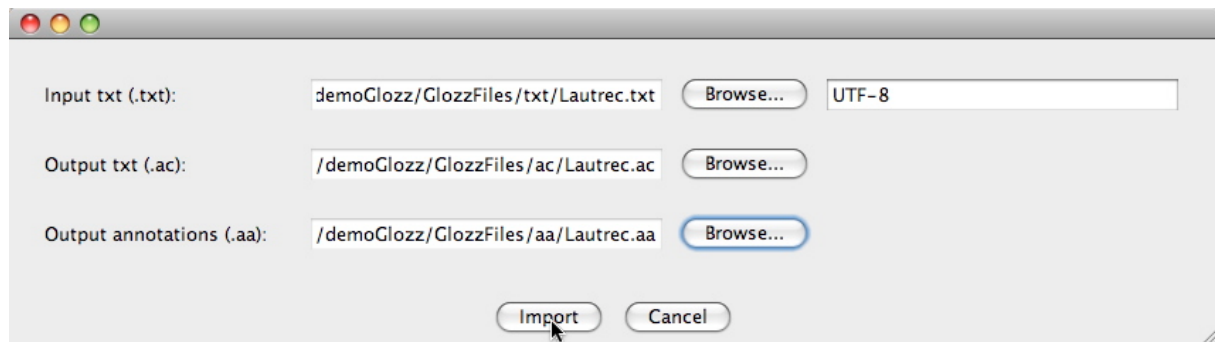 Input txt (.txt): demoGlozz/GlozzFiles/txt/Lautrec.txt Browse... UTF-8
Output txt (.ac): /demoGlozz/GlozzFiles/ac/Lautrec.ac Browse...
Output annotations (.aa): /demoGlozz/GlozzFiles/aa/Lautrec.aa Browse...
Import Cancel